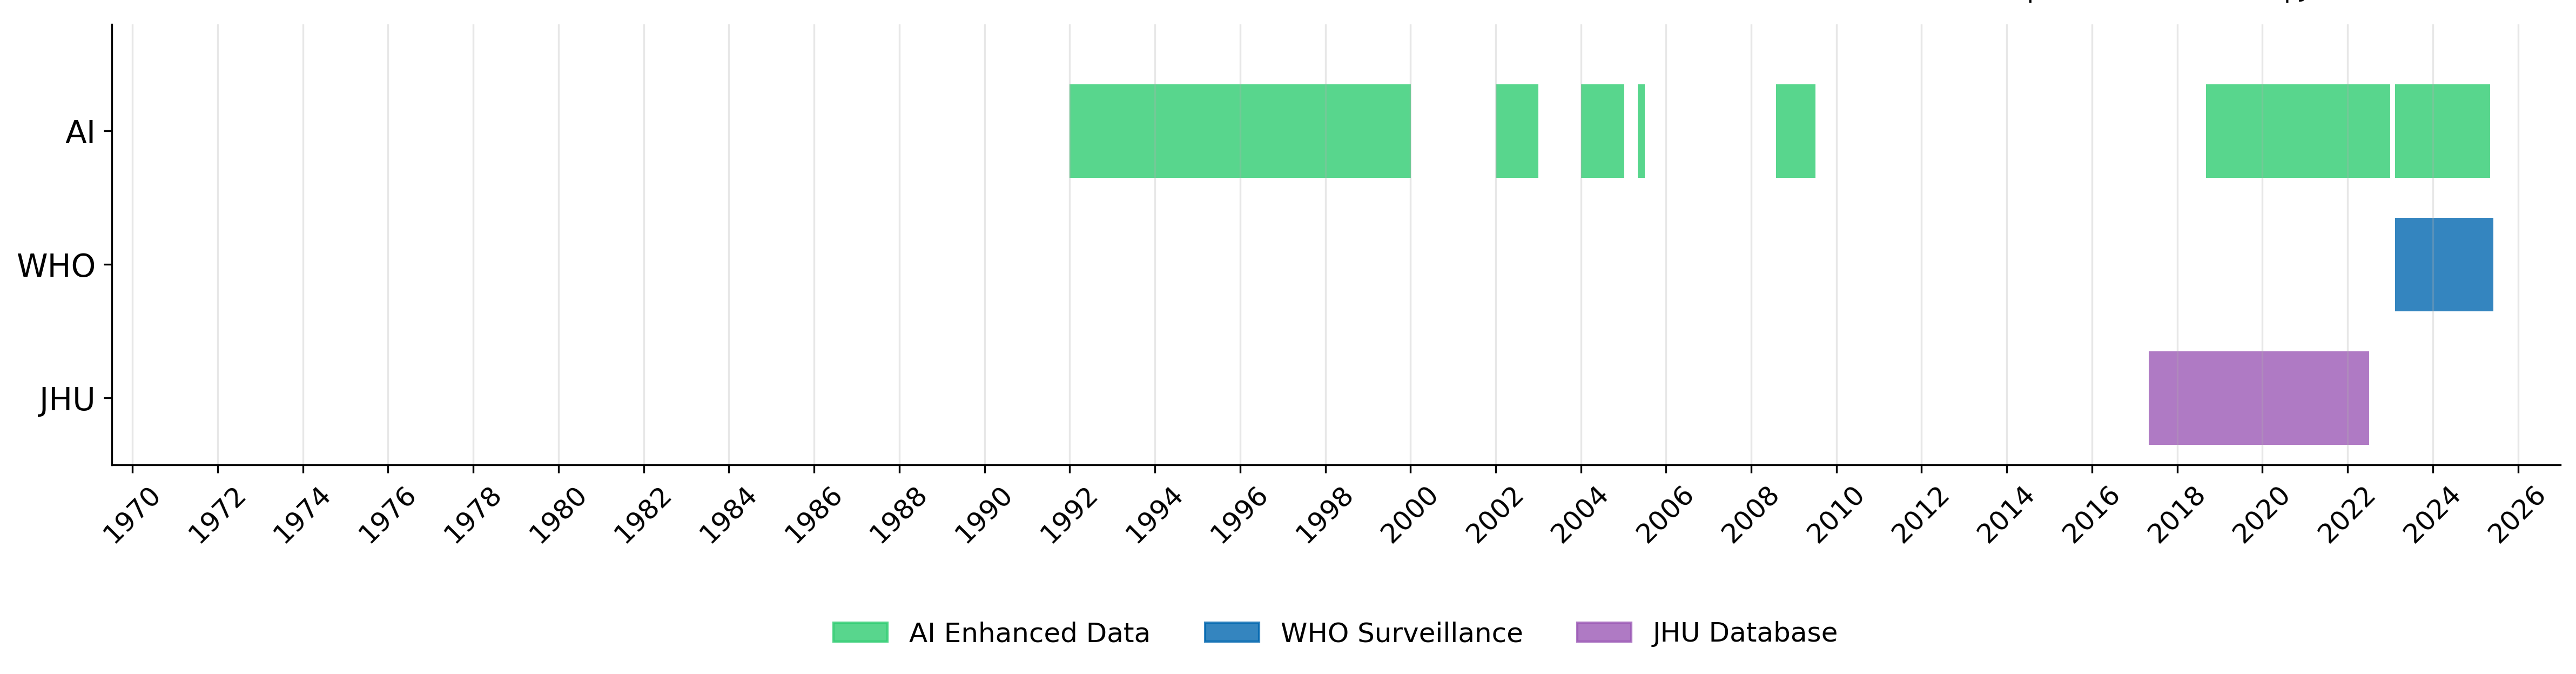 AI
WHO
JHU
1970 1972 1974 1976 1978 1980 1982 1984 1986 1988 1990 1992 1994 1996 1998 2000 2002 2004 2006 2008 2010 2012 2014 2016 2018 2020 2022 2024 2026
AI Enhanced Data WHO Surveillance JHU Database